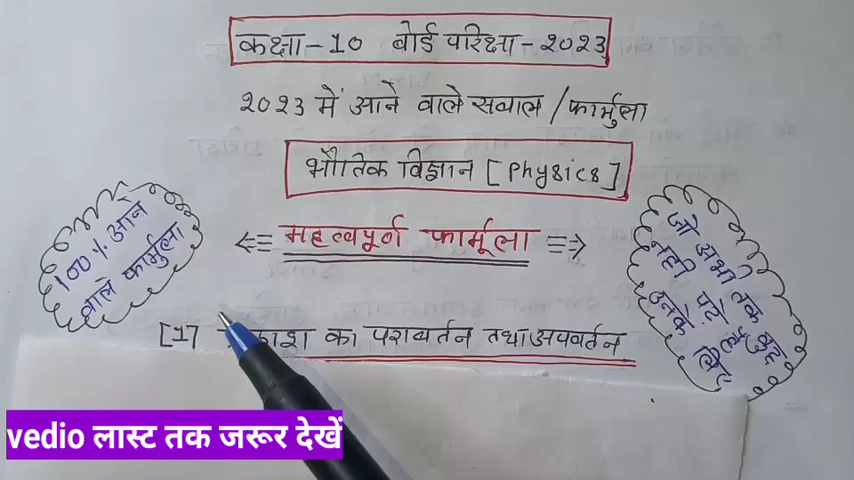 कक्षा-10 बोर्ड परिक्षा-2023
2023 में आने वाले सवाल/फार्मुला
भौतिक विज्ञान [Physics]
महत्वपूर्ण फार्मूला
100% आने
वाले फार्मुला
जो अभी तक कुछ
नही पढ़े हैं
उनके लिए
[1] का परावर्तन तथा अपवर्तन
vedio लास्ट तक जरूर देखें